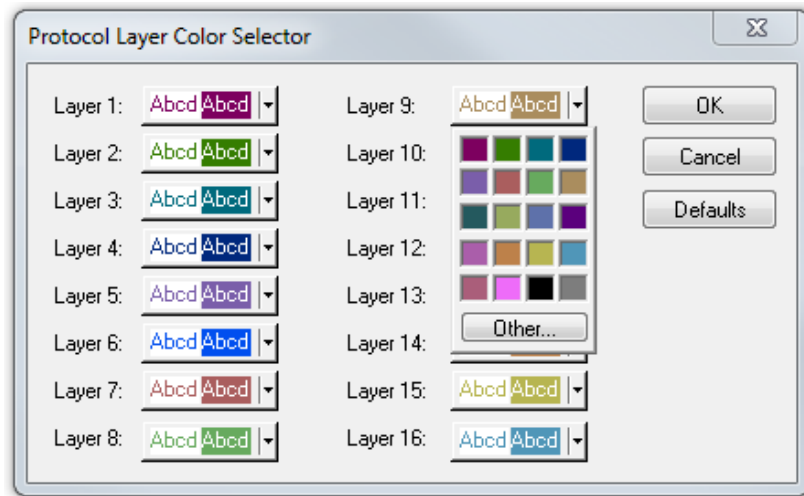 Protocol Layer Color Selector
Layer 1: Abcd Abcd
Layer 9: Abcd Abcd
OK
Layer 2: Abcd Abcd
Layer 10:
Cancel
Layer 3: Abcd Abcd
Layer 11:
Defaults
Layer 4: Abcd Abcd
Layer 12:
Layer 5: Abcd Abcd
Layer 13:
Other...
Layer 6: Abcd Abcd
Layer 14:
Layer 7: Abcd Abcd
Layer 15: Abcd Abcd
Layer 8: Abcd Abcd
Layer 16: Abcd Abcd